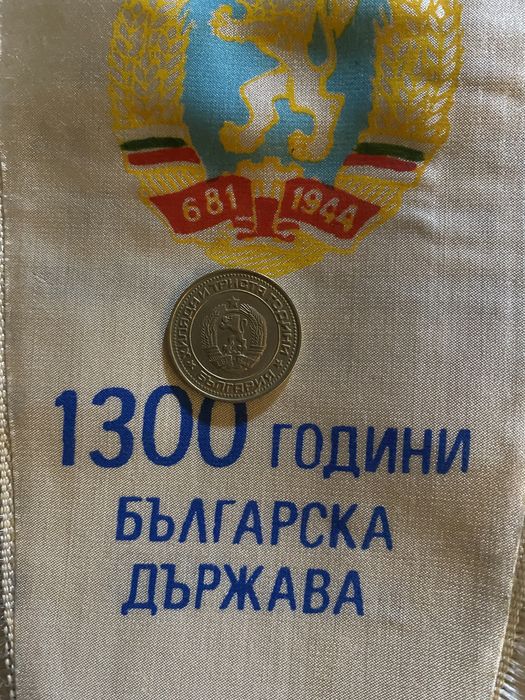 681 1944
ХИЛЯДА И ТРИСТА ГОДИНИ
БЪЛГАРИЯ
1300 ГОДИНИ
БЪЛГАРСКА
ДЪРЖАВА